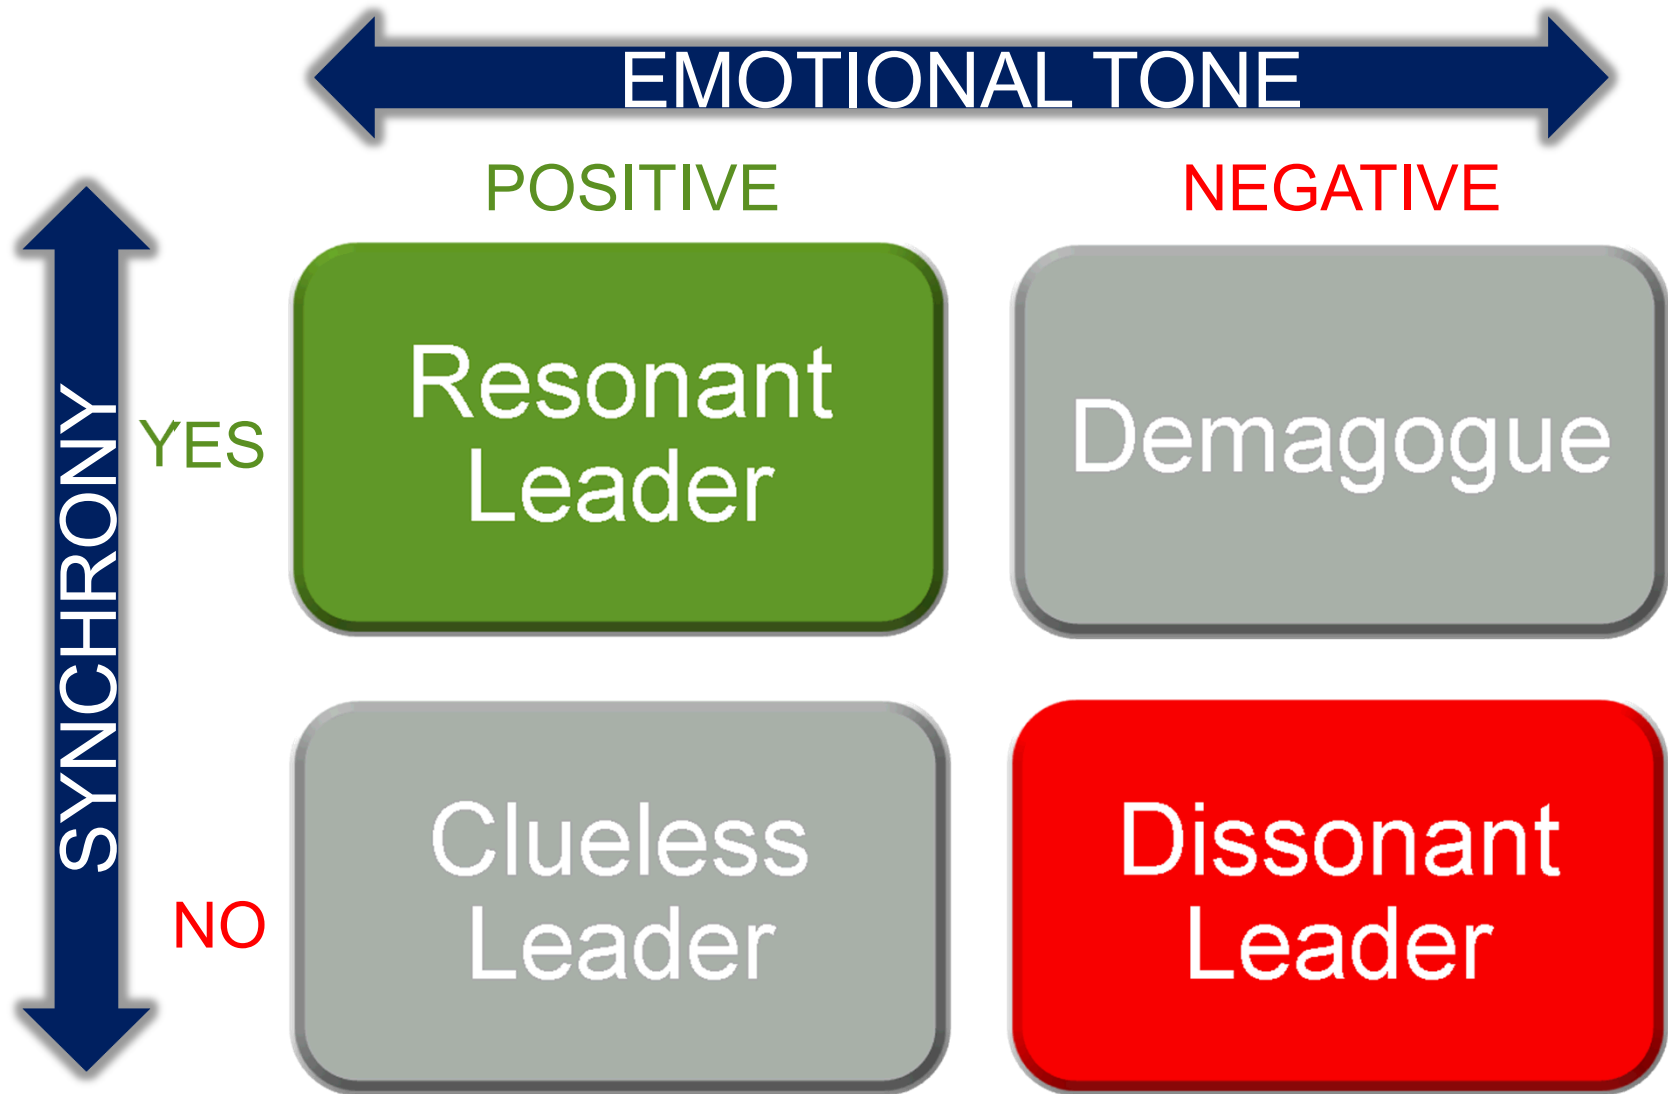 EMOTIONAL TONE
POSITIVE
NEGATIVE
SYNCHRONY
YES
Resonant
Leader
Demagogue
NO
Clueless
Leader
Dissonant
Leader